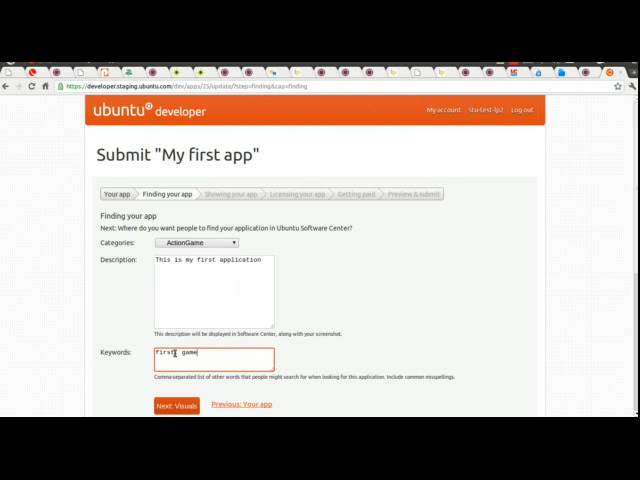 https://developer.staging.ubuntu.com/dev/apps/25/update/?step=finding&cap=finding
ubuntu developer
My account stu-test-lp2 Log out
Submit "My first app"
Your app Finding your app Showing your app Licensing your app Getting paid Preview & submit
Finding your app
Next: Where do you want people to find your application in Ubuntu Software Center?
Categories: ActionGame
Description: This is my first application
This description will be displayed in Software Center, along with your screenshot.
Keywords: first, game
Comma-separated list of other words that people might search for when looking for this application. Include common misspellings.
Next: Visuals Previous: Your app